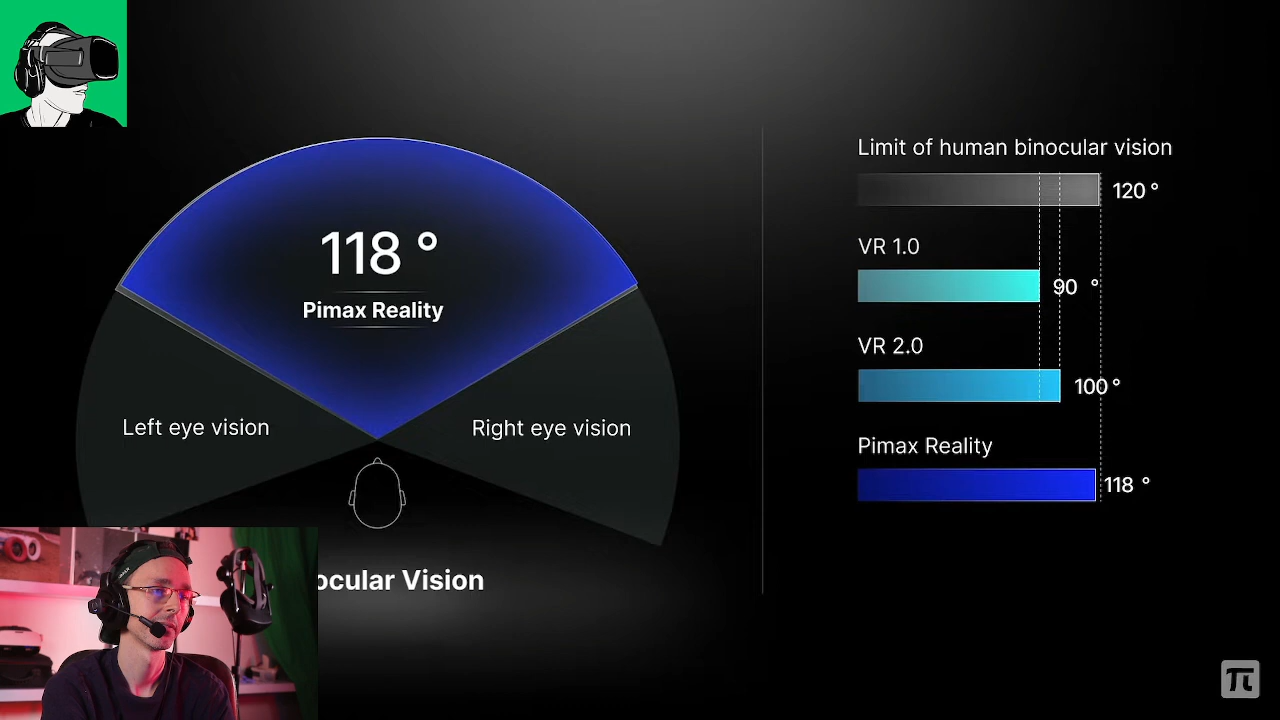 118 °
Pimax Reality
Left eye vision
Right eye vision
ocular Vision
Limit of human binocular vision
120 °
VR 1.0
90 °
VR 2.0
100 °
Pimax Reality
118 °